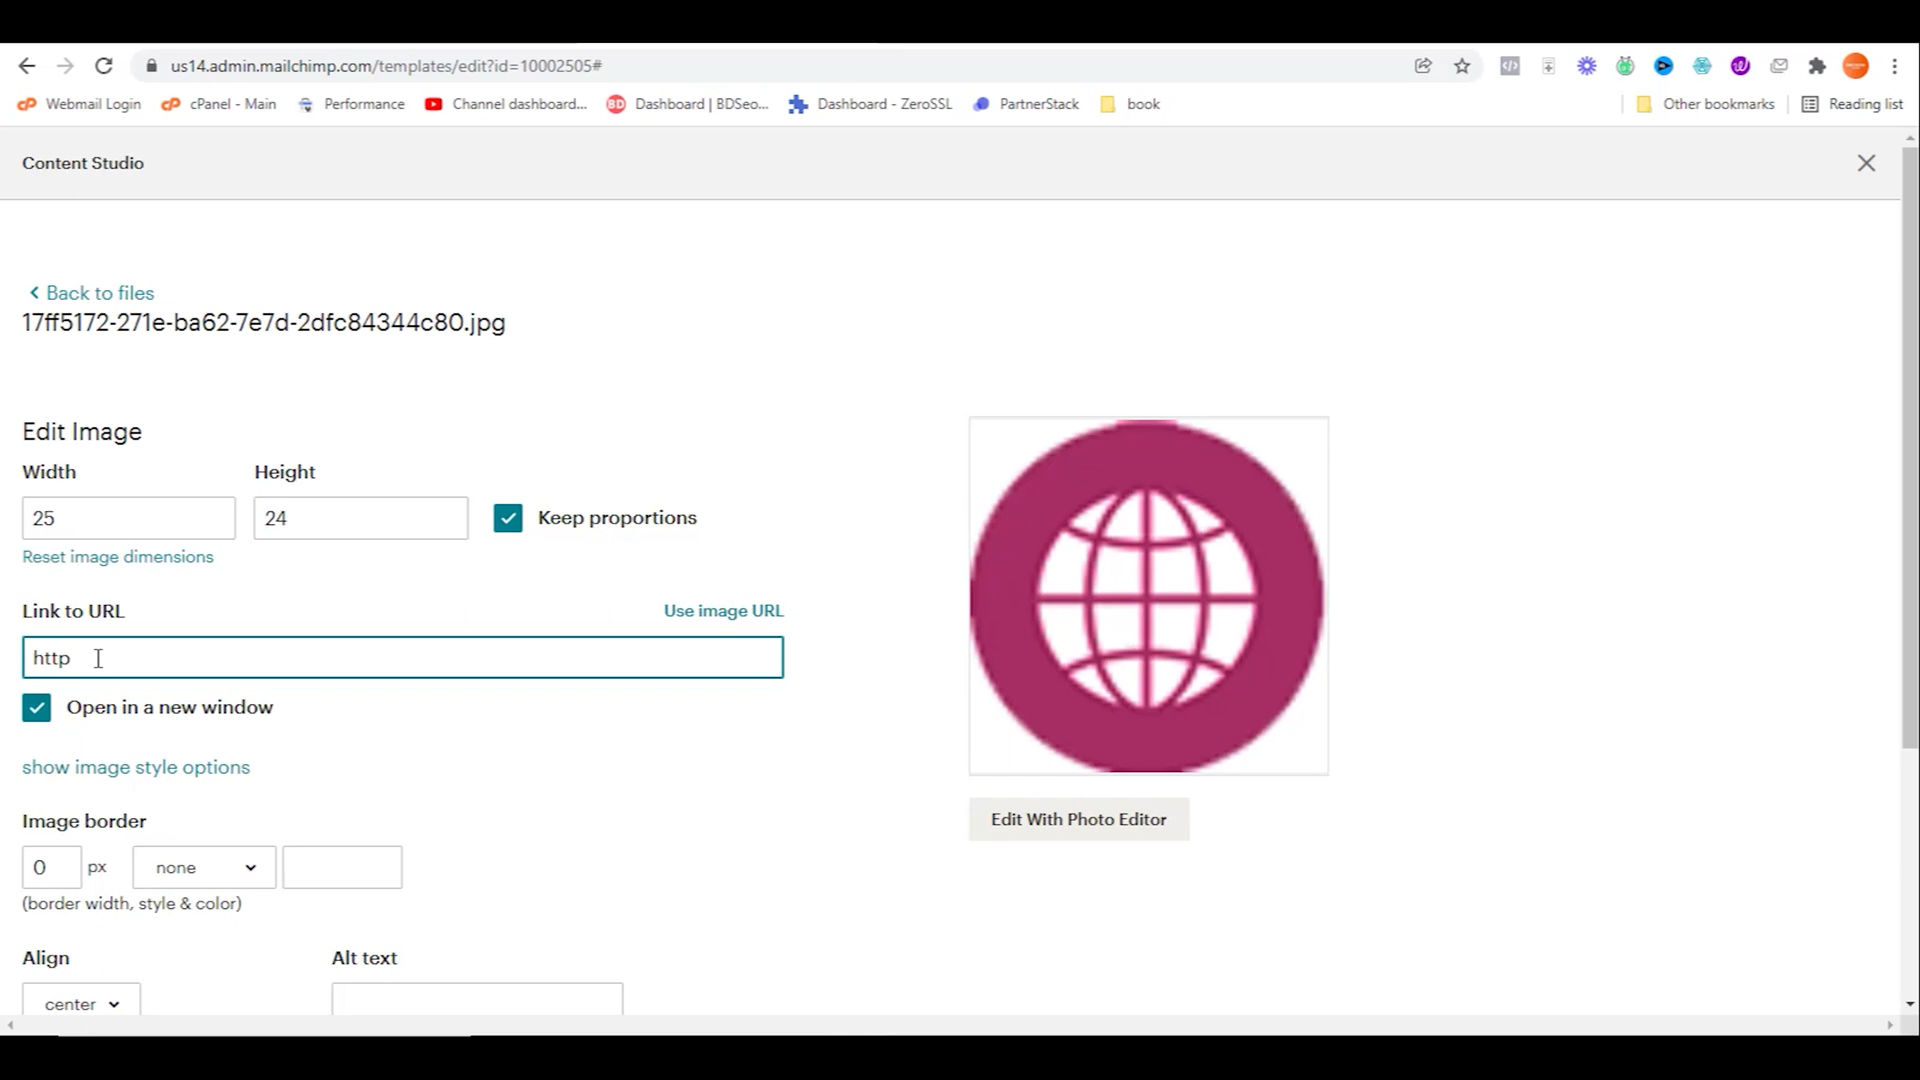 us14.admin.mailchimp.com/templates/edit?id=10002505#
Webmail Login cPanel - Main Performance Channel dashboard... BD Dashboard | BDSeo... Dashboard - ZeroSSL PartnerStack book Other bookmarks Reading list
Content Studio
Back to files
17ff5172-271e-ba62-7e7d-2dfc84344c80.jpg
Edit Image
Width Height
25 24 Keep proportions
Reset image dimensions
Link to URL Use image URL
http
Open in a new window
show image style options
Edit With Photo Editor
Image border
0 px none
(border width, style & color)
Align Alt text
center